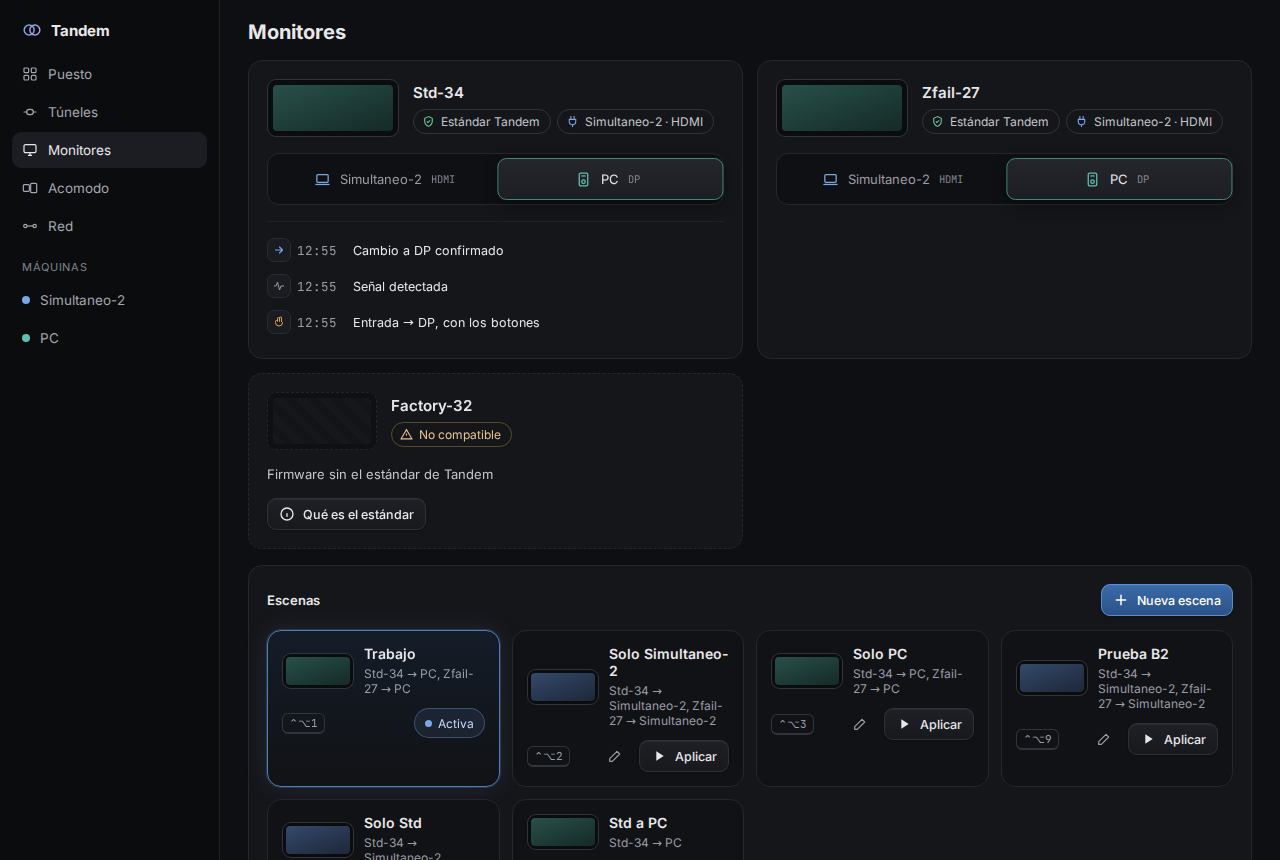 Tandem
Puesto
Túneles
Monitores
Acomodo
Red
MÁQUINAS
Simultaneo-2
PC
Monitores
Std-34
Estándar Tandem
Simultaneo-2 · HDMI
Simultaneo-2 HDMI
PC DP
12:55 Cambio a DP confirmado
12:55 Señal detectada
12:55 Entrada → DP, con los botones
Zfail-27
Estándar Tandem
Simultaneo-2 · HDMI
Simultaneo-2 HDMI
PC DP
Factory-32
No compatible
Firmware sin el estándar de Tandem
Qué es el estándar
Escenas
Nueva escena
Trabajo
Std-34 → PC, Zfail-
27 → PC
⌃⌥1
Activa
Solo Simultaneo-
2
Std-34 →
Simultaneo-2, Zfail-
27 → Simultaneo-2
⌃⌥2
Aplicar
Solo PC
Std-34 → PC, Zfail-
27 → PC
⌃⌥3
Aplicar
Prueba B2
Std-34 →
Simultaneo-2, Zfail-
27 → Simultaneo-2
⌃⌥9
Aplicar
Solo Std
Std-34 →
Simultaneo-2
Std a PC
Std-34 → PC